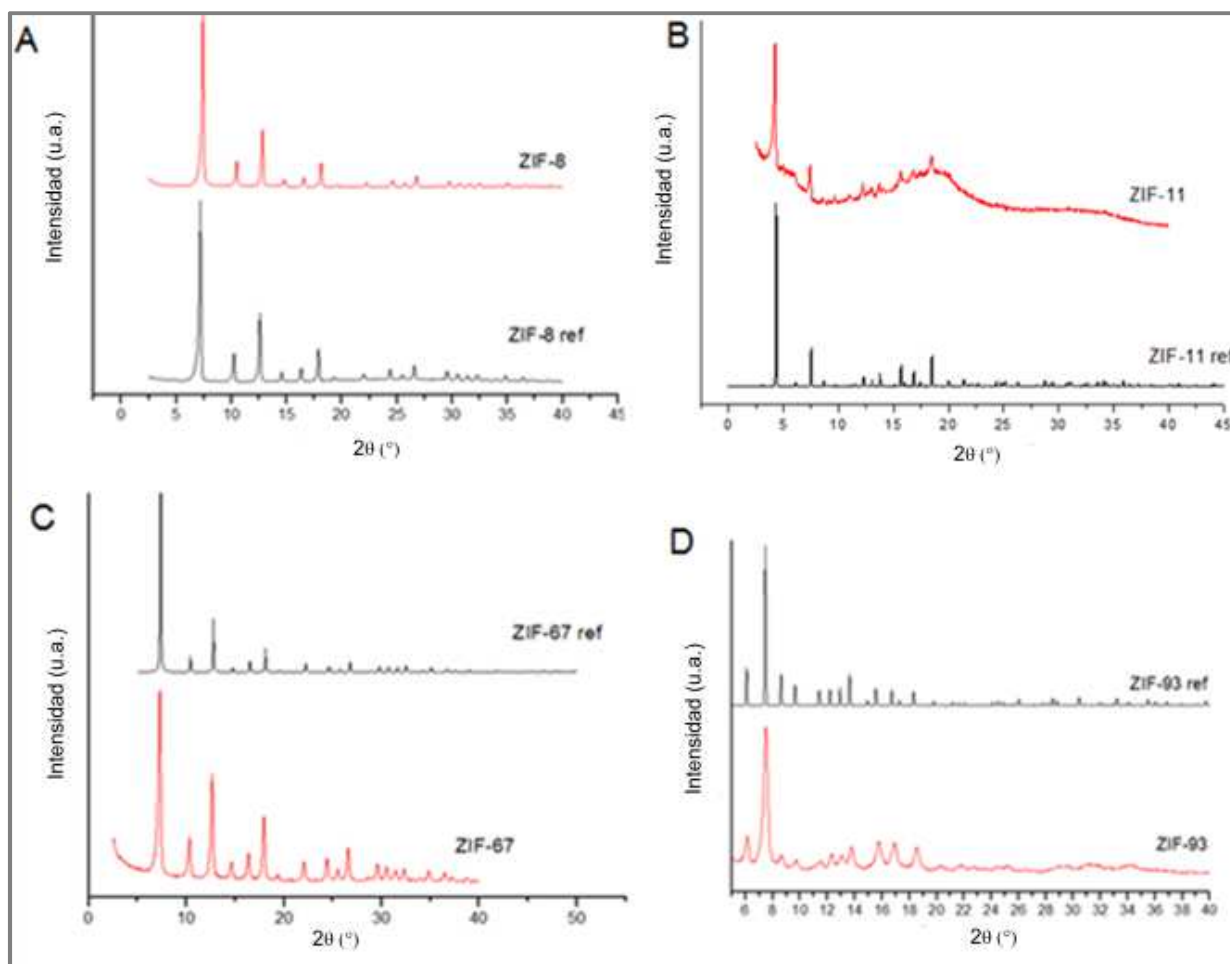 A
Intensidad (u.a.)
ZIF-8
ZIF-8 ref
0 5 10 15 20 25 30 35 40 45
2θ (°)
B
Intensidad (u.a.)
ZIF-11
ZIF-11 ref
0 5 10 15 20 25 30 35 40 45
2θ (°)
C
Intensidad (u.a.)
ZIF-67 ref
ZIF-67
0 10 20 30 40 50
2θ (°)
D
Intensidad (u.a.)
ZIF-93 ref
ZIF-93
6 8 10 12 14 16 18 20 22 24 26 28 30 32 34 36 38 40
2θ (°)